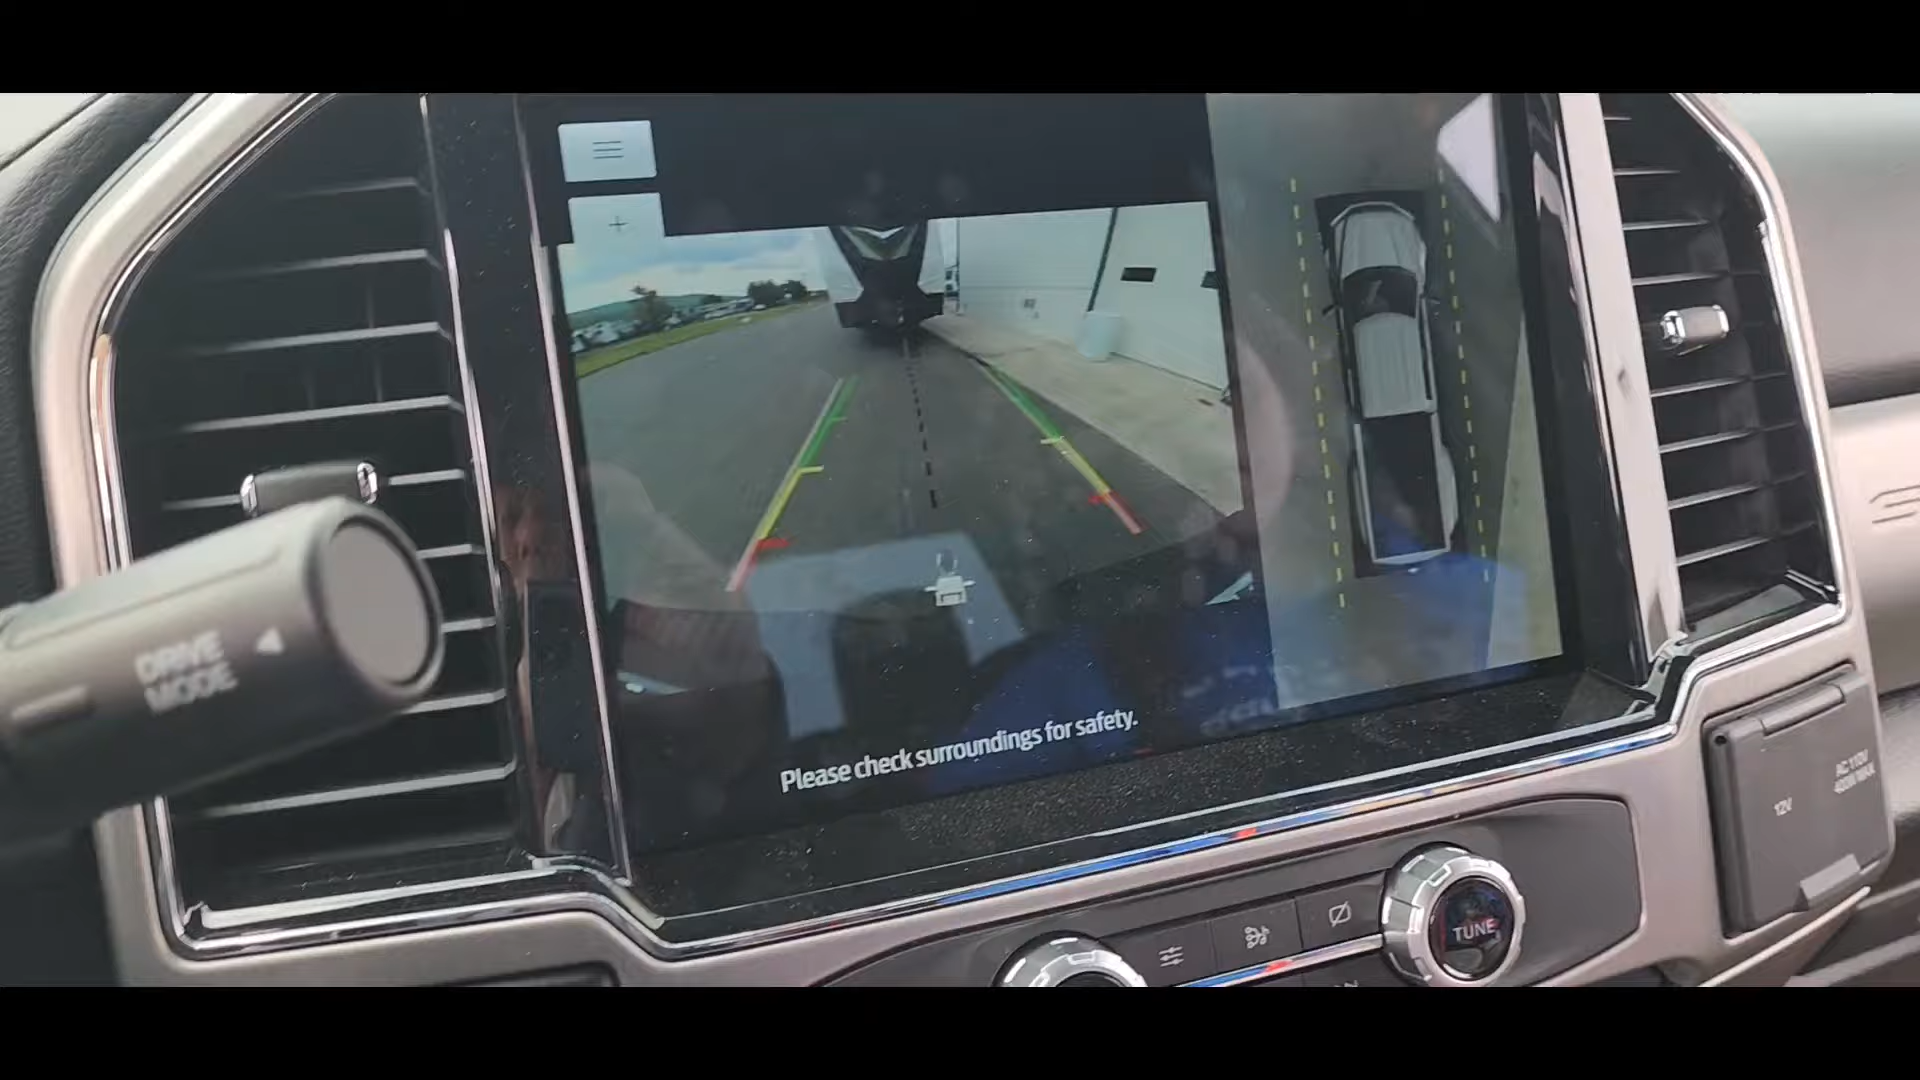 DRIVE
MODE
Please check surroundings for safety.
12V
AC 110V
400W MAX
TUNE